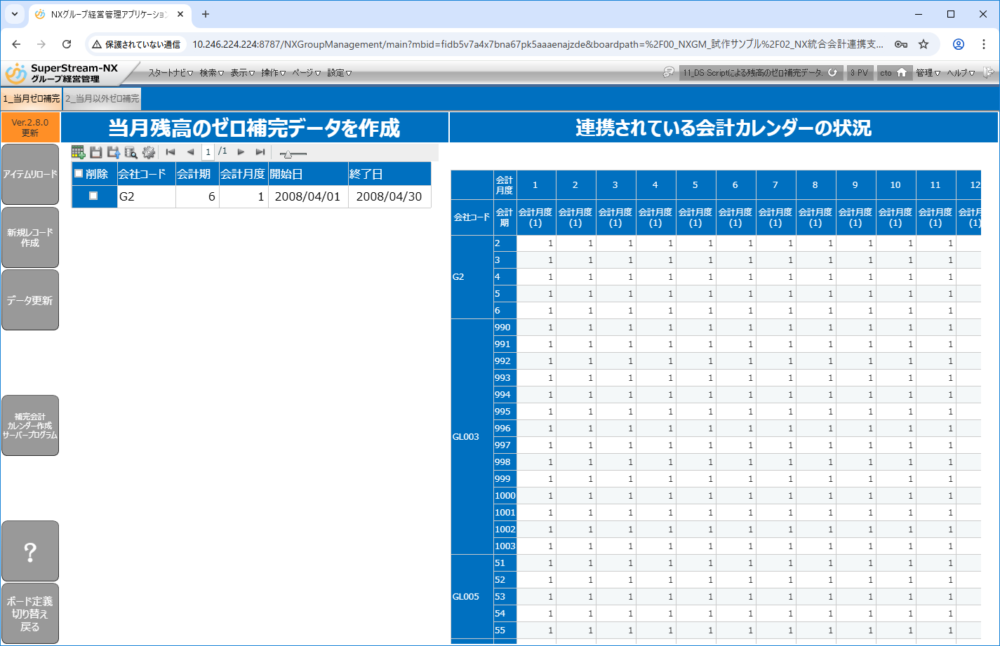 NXグループ経営管理アプリケーショ
保護されていない通信
10.246.224.224:8787/NXGroupManagement/main?mbid=fidb5v7a4x7bna67pk5aaaenajzde&boardpath=%2F00_NXGM_試作サンプル%2F02_NX統合会計連携支...
SuperStream-NX
グループ経営管理
スタートナビ▽ 検索▽ 表示▽ 操作▽ ページ▽ 設定▽
11_DS Scriptによる残高のゼロ補完データ. 3 PV cto 管理▽ ヘルプ▽
1_当月ゼロ補完 2_当月以外ゼロ補完
Ver.2.8.0
更新
当月残高のゼロ補完データを作成
連携されている会計カレンダーの状況
アイテムリロード
新規レコード
作成
データ更新
補完会計
カレンダー作成
サーバープログラム
?
ボード定義
切り替え
戻る
1 /1
削除 会社コード 会計期 会計月度 開始日 終了日
G2 6 1 2008/04/01 2008/04/30
会計
月度 1 2 3 4 5 6 7 8 9 10 11 12
会社コード 会計
期 会計月度 会計月度 会計月度 会計月度 会計月度 会計月度 会計月度 会計月度 会計月度 会計月度 会計月度 会計月
(1) (1) (1) (1) (1) (1) (1) (1) (1) (1) (1) (1)
G2
2 1 1 1 1 1 1 1 1 1 1 1
3 1 1 1 1 1 1 1 1 1 1 1
4 1 1 1 1 1 1 1 1 1 1 1
5 1 1 1 1 1 1 1 1 1 1 1
6 1 1 1 1 1 1 1 1 1 1 1
GL003
990 1 1 1 1 1 1 1 1 1 1 1
991 1 1 1 1 1 1 1 1 1 1 1
992 1 1 1 1 1 1 1 1 1 1 1
993 1 1 1 1 1 1 1 1 1 1 1
994 1 1 1 1 1 1 1 1 1 1 1
995 1 1 1 1 1 1 1 1 1 1 1
996 1 1 1 1 1 1 1 1 1 1 1
997 1 1 1 1 1 1 1 1 1 1 1
998 1 1 1 1 1 1 1 1 1 1 1
999 1 1 1 1 1 1 1 1 1 1 1
1000 1 1 1 1 1 1 1 1 1 1 1
1001 1 1 1 1 1 1 1 1 1 1 1
1002 1 1 1 1 1 1 1 1 1 1 1
1003 1 1 1 1 1 1 1 1 1 1 1
GL005
51 1 1 1 1 1 1 1 1 1 1 1
52 1 1 1 1 1 1 1 1 1 1 1
53 1 1 1 1 1 1 1 1 1 1 1
54 1 1 1 1 1 1 1 1 1 1 1
55 1 1 1 1 1 1 1 1 1 1 1